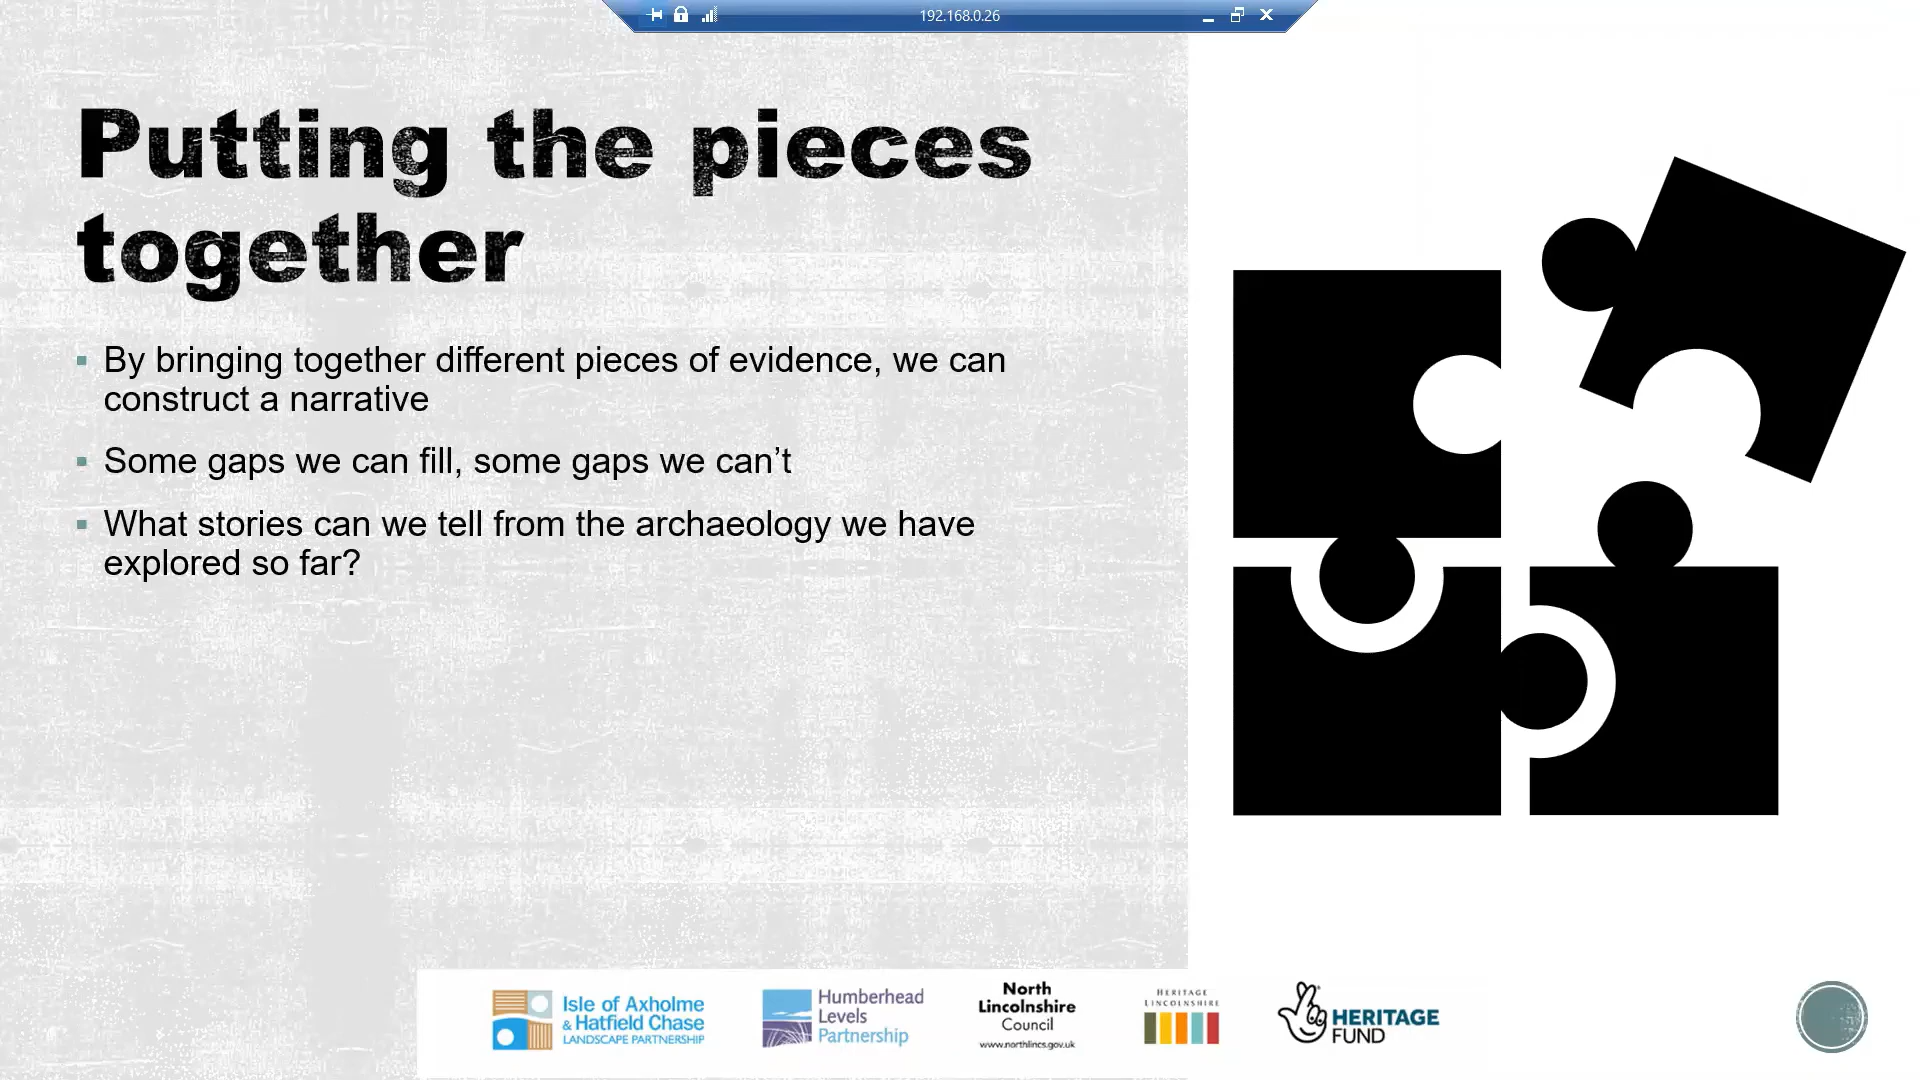 192.168.0.26
Putting the pieces
together
By bringing together different pieces of evidence, we can
construct a narrative
Some gaps we can fill, some gaps we can’t
What stories can we tell from the archaeology we have
explored so far?
Isle of Axholme
& Hatfield Chase
LANDSCAPE PARTNERSHIP
Humberhead
Levels
Partnership
North
Lincolnshire
Council
www.northlincs.gov.uk
HERITAGE
LINCOLNSHIRE
HERITAGE
FUND